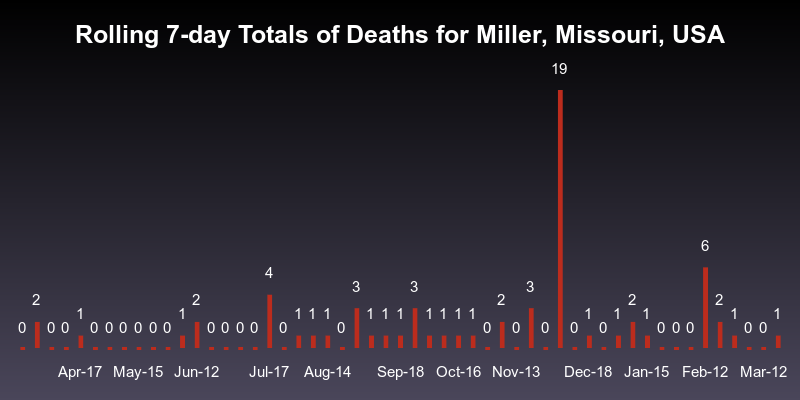 Rolling 7-day Totals of Deaths for Miller, Missouri, USA
19
6
4
3 3 3
2 2 2 2 2
1 1 1 1 1 1 1 1 1 1 1 1 1 1 1 1 1
0 0 0 0 0 0 0 0 0 0 0 0 0 0 0 0 0 0 0 0 0 0 0 0 0
Apr-17 May-15 Jun-12 Jul-17 Aug-14 Sep-18 Oct-16 Nov-13 Dec-18 Jan-15 Feb-12 Mar-12